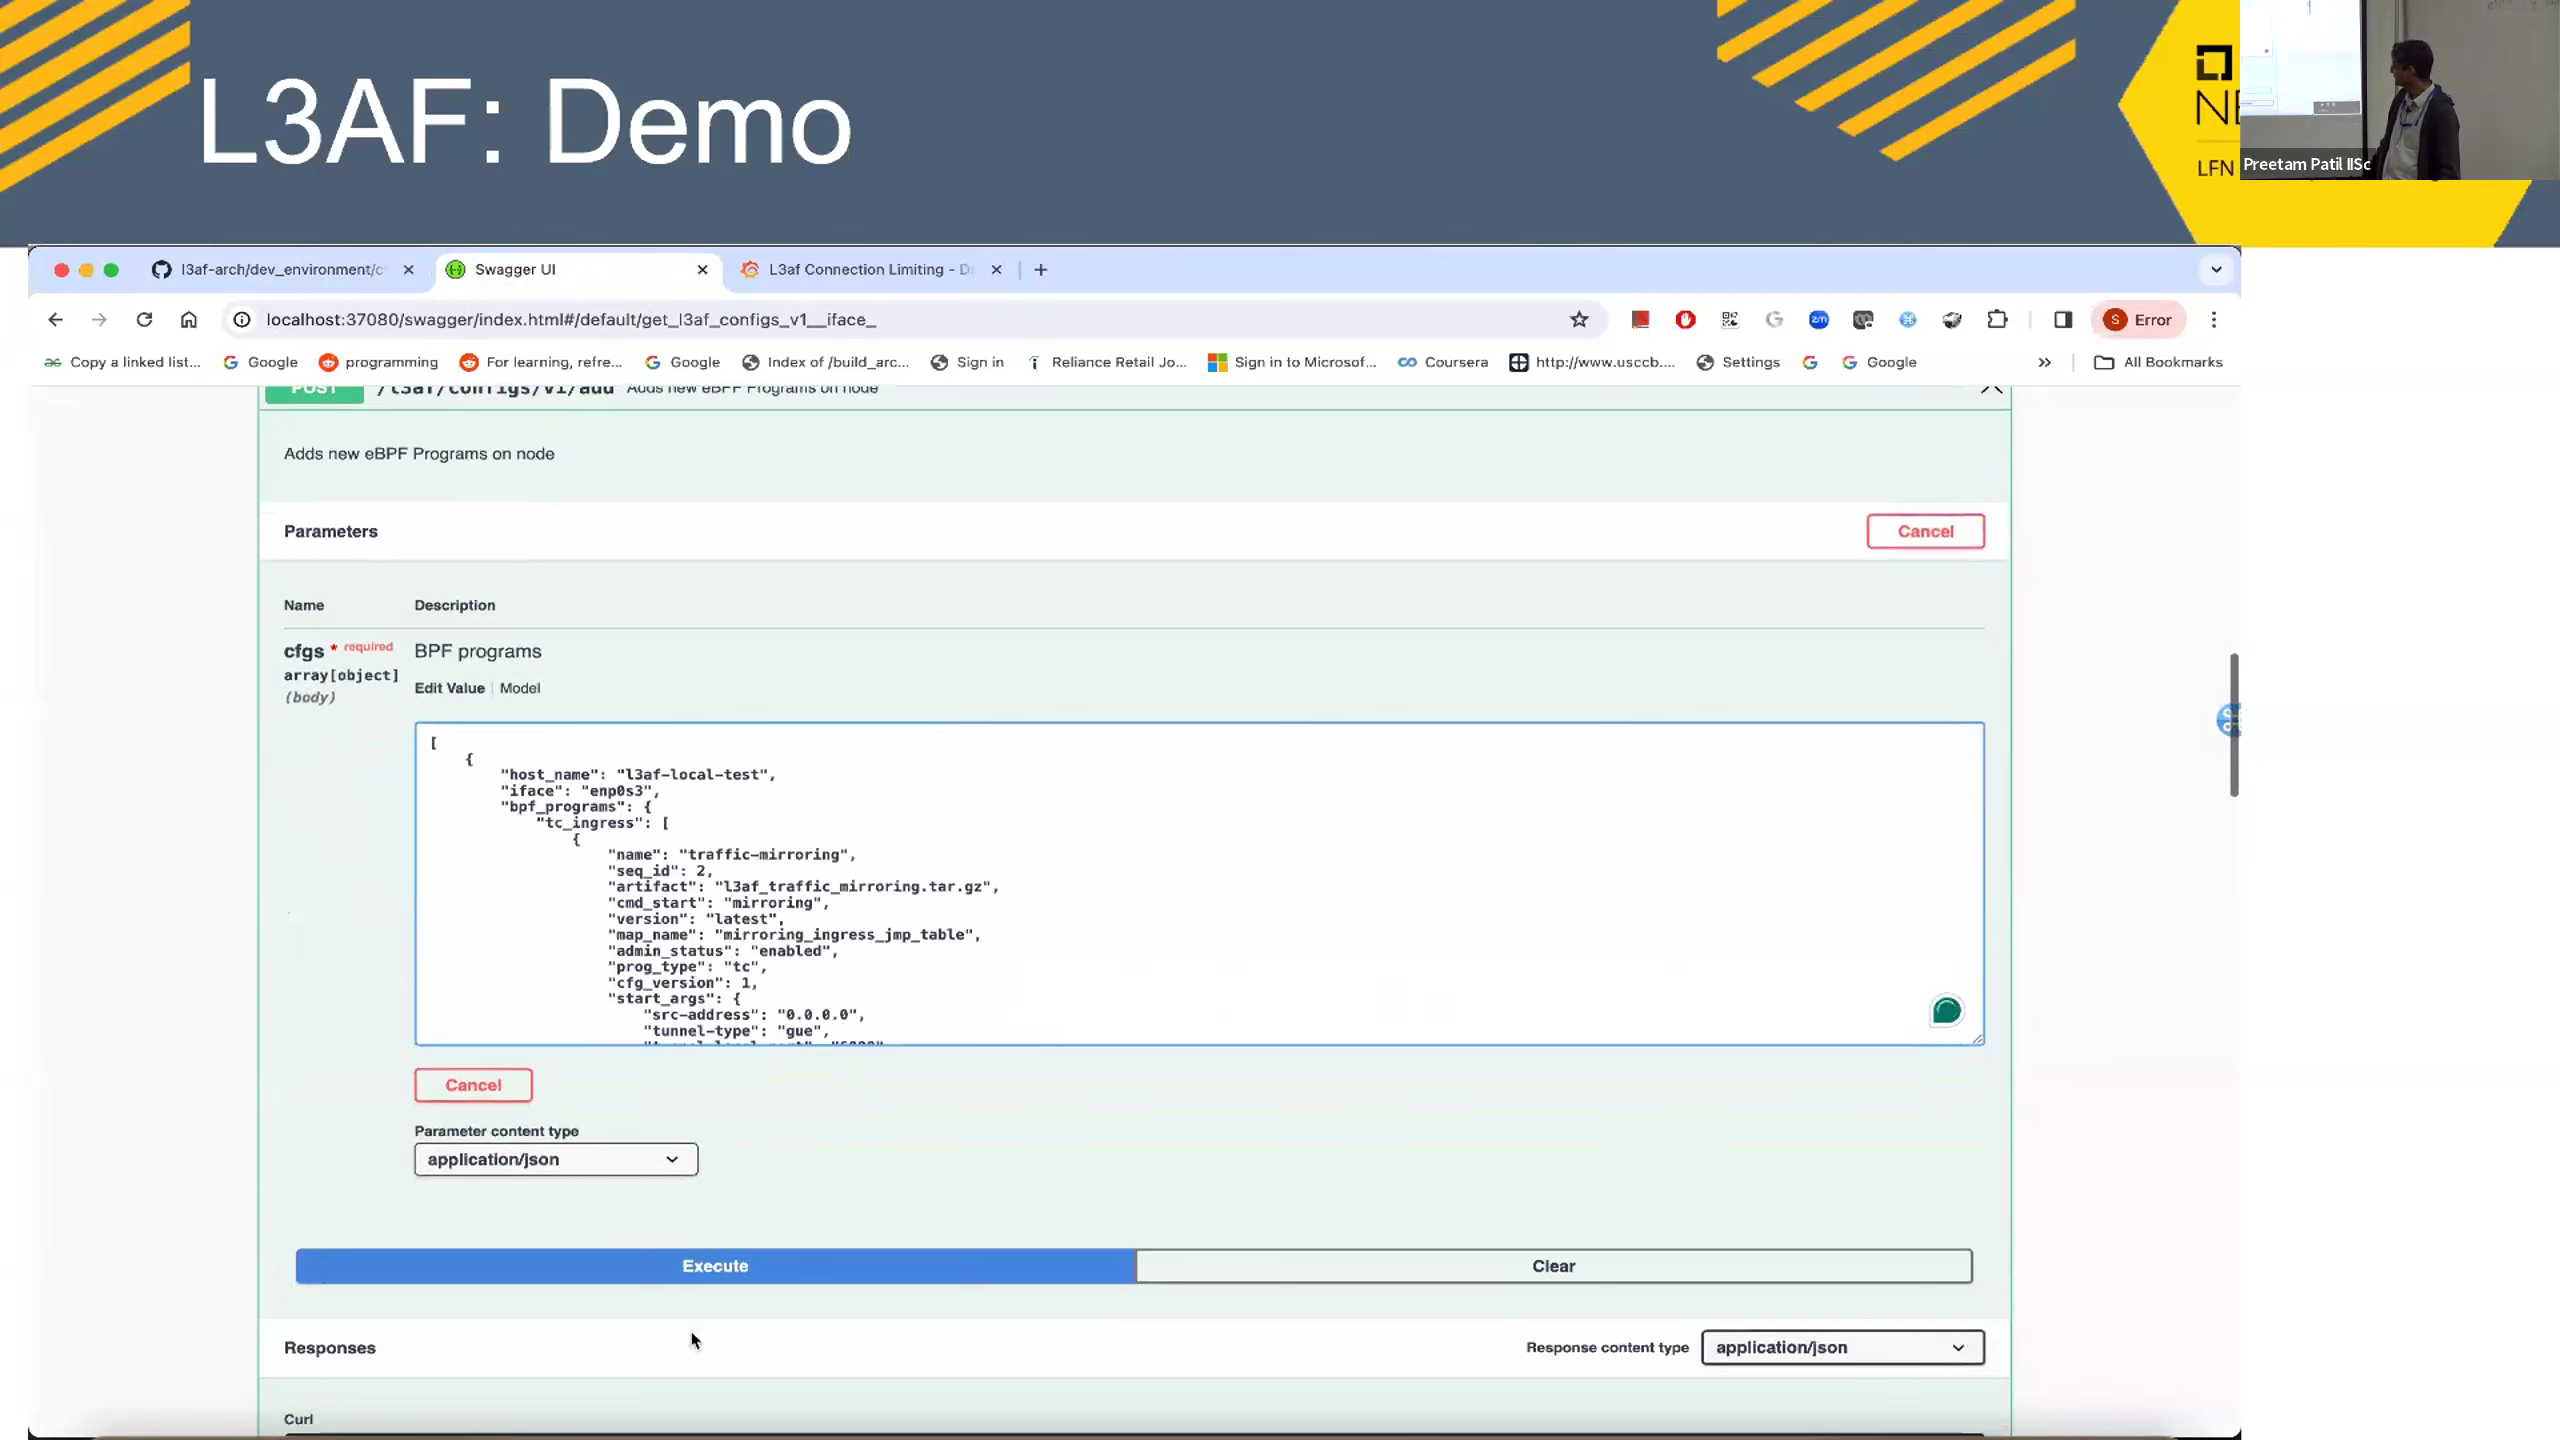 L3AF: Demo
NE
LFN
Preetam Patil IISc
l3af-arch/dev_environment/c
Swagger UI
L3af Connection Limiting - D
localhost:37080/swagger/index.html#/default/get_l3af_configs_v1__iface_
zm
S Error
Copy a linked list...
Google
programming
For learning, refre...
Google
Index of /build_arc...
Sign in
Reliance Retail Jo...
Sign in to Microsof...
Coursera
http://www.usccb....
Settings
Google
All Bookmarks
POST /l3af/configs/v1/add Adds new eBPF Programs on node
Adds new eBPF Programs on node
Parameters
Cancel
Name Description
cfgs * required BPF programs
array[object]
(body)
Edit Value | Model
[
{
"host_name": "l3af-local-test",
"iface": "enp0s3",
"bpf_programs": {
"tc_ingress": [
{
"name": "traffic-mirroring",
"seq_id": 2,
"artifact": "l3af_traffic_mirroring.tar.gz",
"cmd_start": "mirroring",
"version": "latest",
"map_name": "mirroring_ingress_jmp_table",
"admin_status": "enabled",
"prog_type": "tc",
"cfg_version": 1,
"start_args": {
"src-address": "0.0.0.0",
"tunnel-type": "gue",
Cancel
Parameter content type
application/json
Execute
Clear
Responses
Response content type
application/json
Curl